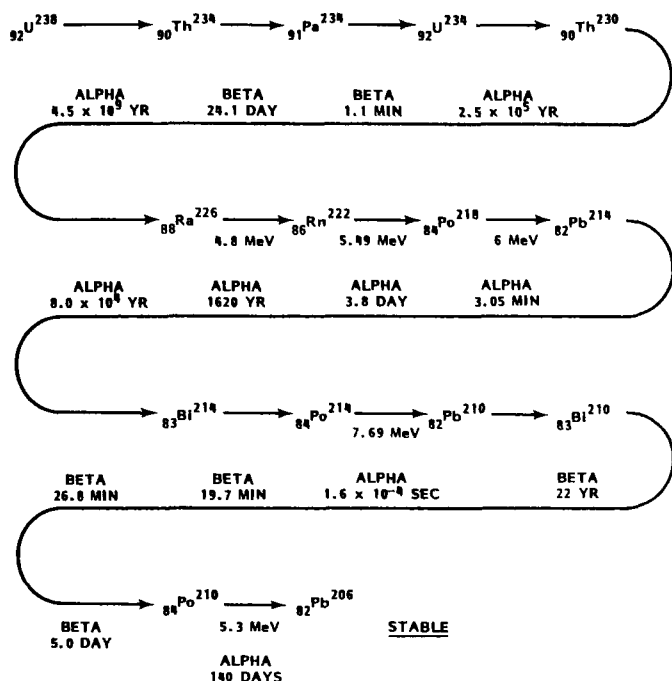 92U238 90Th234 91Pa234 92U234 90Th230
ALPHA BETA BETA ALPHA
4.5 x 10^9 YR 24.1 DAY 1.1 MIN 2.5 x 10^5 YR
88Ra226 86Rn222 84Po218 82Pb214
4.8 MeV 5.49 MeV 6 MeV
ALPHA ALPHA ALPHA ALPHA
8.0 x 10^4 YR 1620 YR 3.8 DAY 3.05 MIN
83Bi214 84Po214 82Pb210 83Bi210
7.69 MeV
BETA BETA ALPHA BETA
26.8 MIN 19.7 MIN 1.6 x 10^-4 SEC 22 YR
84Po210 82Pb206
BETA 5.3 MeV STABLE
5.0 DAY
ALPHA
140 DAYS